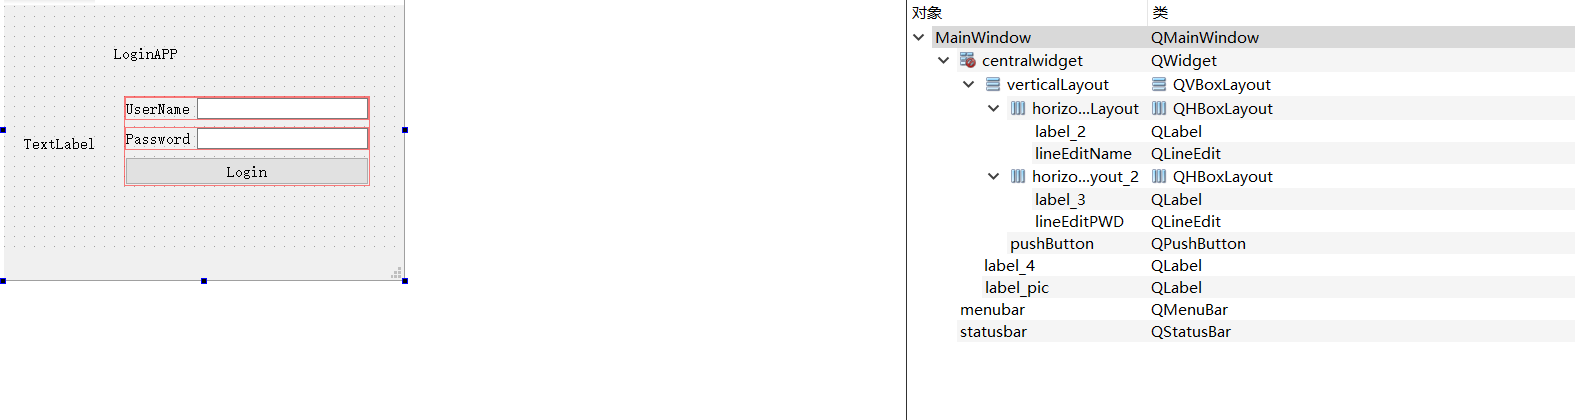 LoginAPP
UserName
Password
TextLabel
Login
对象 类
MainWindow QMainWindow
centralwidget QWidget
verticalLayout QVBoxLayout
horizo...Layout QHBoxLayout
label_2 QLabel
lineEditName QLineEdit
horizo...yout_2 QHBoxLayout
label_3 QLabel
lineEditPWD QLineEdit
pushButton QPushButton
label_4 QLabel
label_pic QLabel
menubar QMenuBar
statusbar QStatusBar